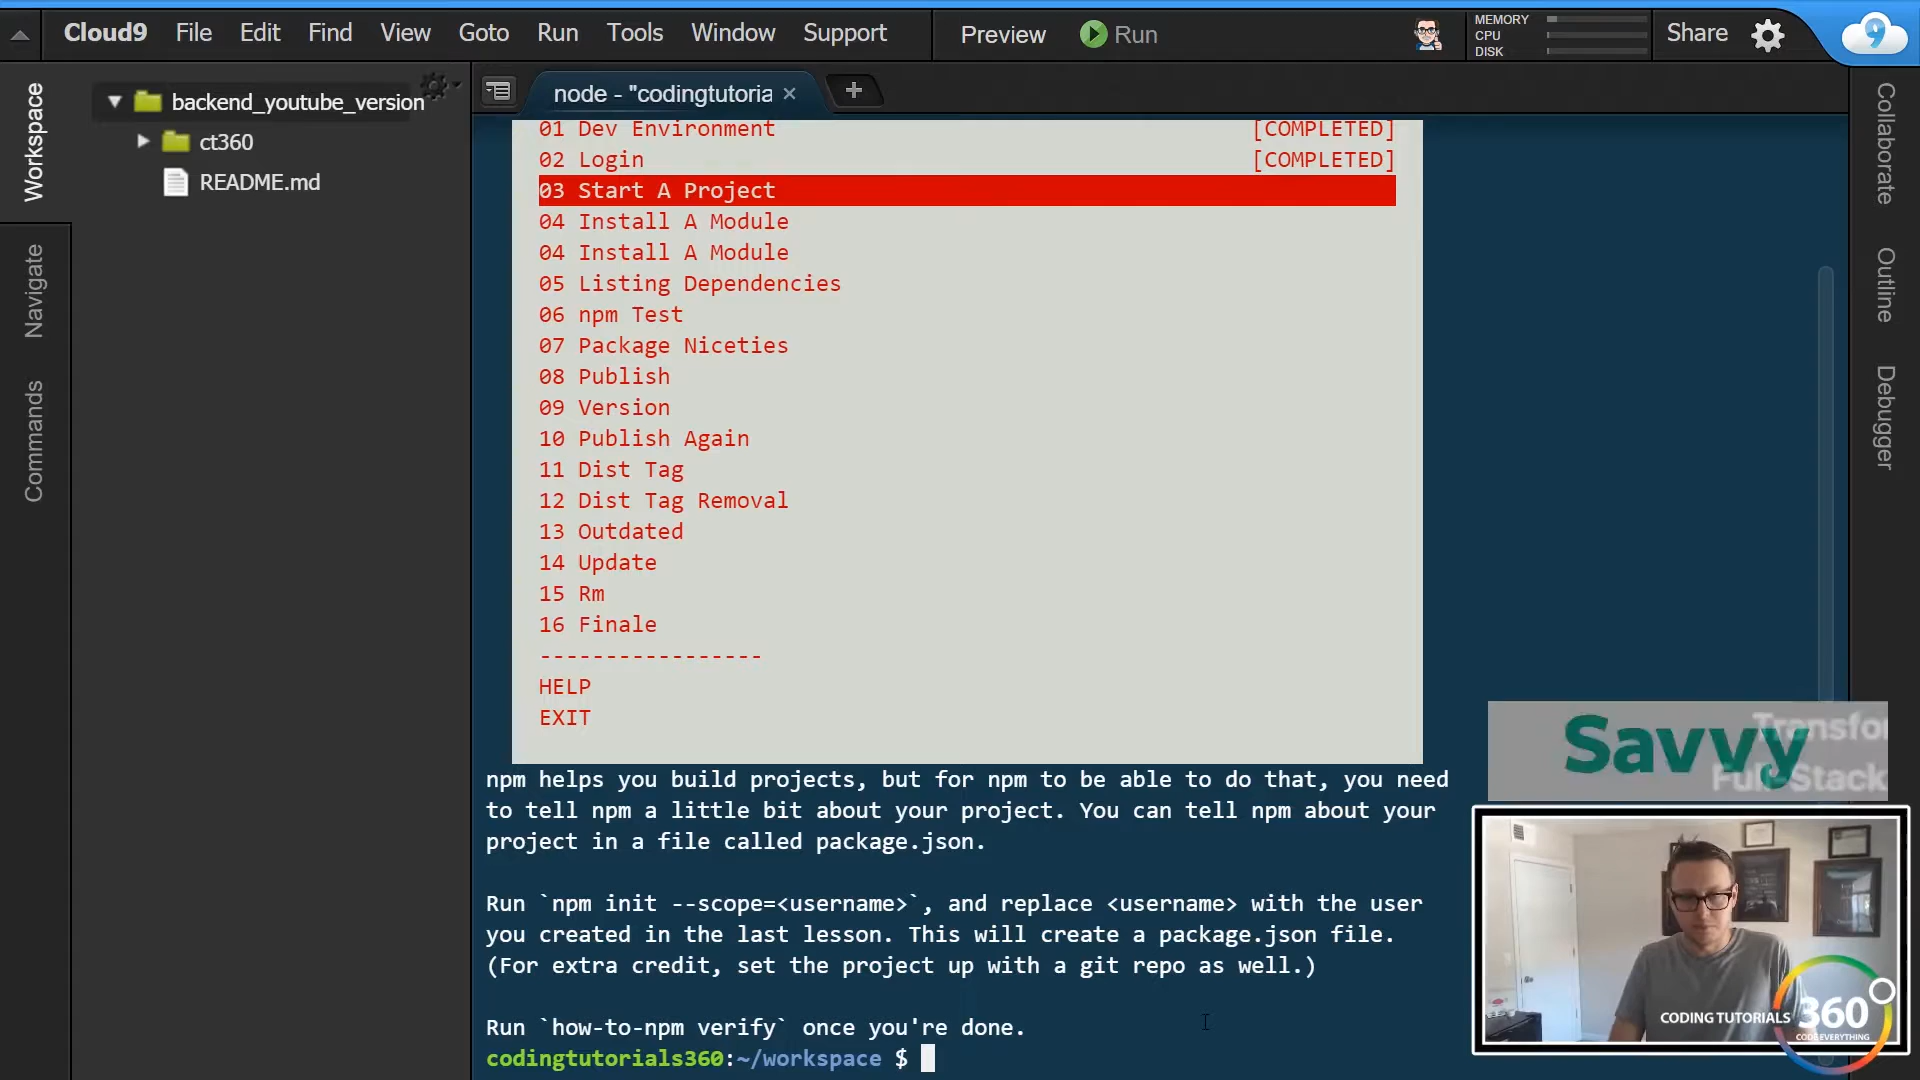 Cloud9 File Edit Find View Goto Run Tools Window Support Preview Run MEMORY CPU DISK Share 9
Workspace
Navigate
Commands
backend_youtube_version
ct360
README.md
node - "codingtutoria
01 Dev Environment [COMPLETED]
02 Login [COMPLETED]
03 Start A Project
04 Install A Module
04 Install A Module
05 Listing Dependencies
06 npm Test
07 Package Niceties
08 Publish
09 Version
10 Publish Again
11 Dist Tag
12 Dist Tag Removal
13 Outdated
14 Update
15 Rm
16 Finale
-----------------
HELP
EXIT
npm helps you build projects, but for npm to be able to do that, you need
to tell npm a little bit about your project. You can tell npm about your
project in a file called package.json.
Run `npm init --scope=<username>`, and replace <username> with the user
you created in the last lesson. This will create a package.json file.
(For extra credit, set the project up with a git repo as well.)
Run `how-to-npm verify` once you're done.
codingtutorials360:~/workspace $
Collaborate
Outline
Debugger
Savvy
Transfo
Full-Stack
CODING TUTORIALS 360
CODE EVERYTHING